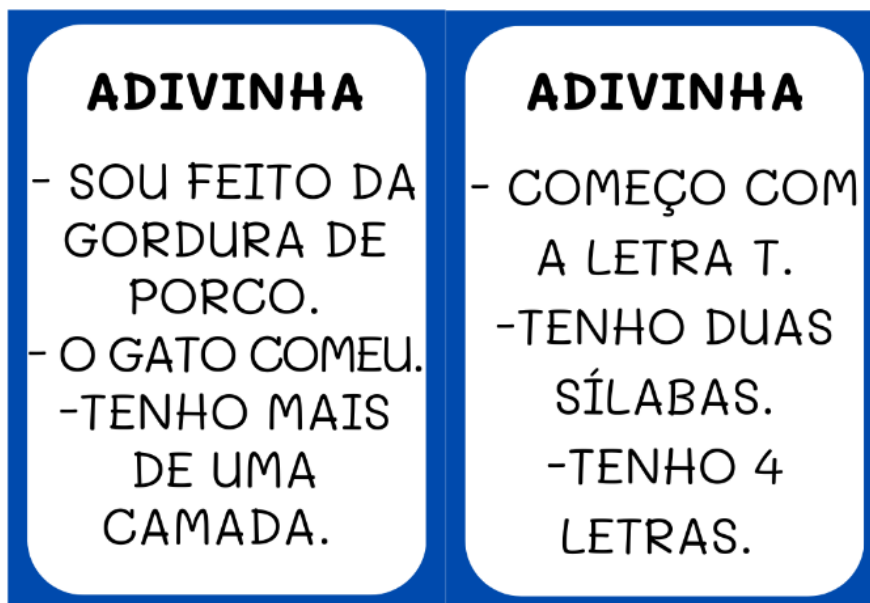 ADIVINHA
- SOU FEITO DA
GORDURA DE
PORCO.
- O GATO COMEU.
-TENHO MAIS
DE UMA
CAMADA.
ADIVINHA
- COMEÇO COM
A LETRA T.
-TENHO DUAS
SÍLABAS.
-TENHO 4
LETRAS.